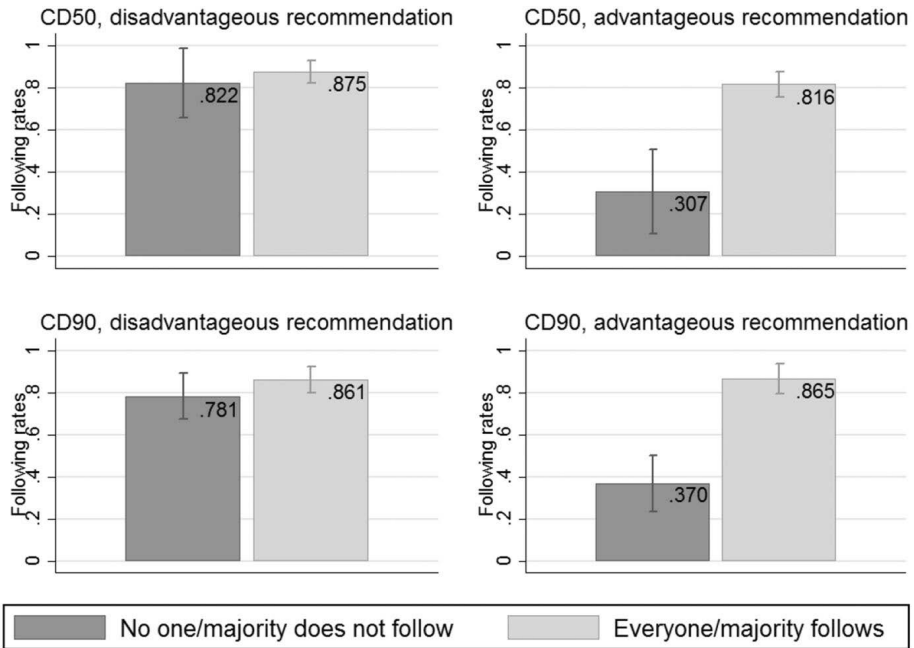 CD50, disadvantageous recommendation
Following rates
0 .2 .4 .6 .8 1
.822
.875
CD50, advantageous recommendation
Following rates
0 .2 .4 .6 .8 1
.307
.816
CD90, disadvantageous recommendation
Following rates
0 .2 .4 .6 .8 1
.781
.861
CD90, advantageous recommendation
Following rates
0 .2 .4 .6 .8 1
.370
.865
No one/majority does not follow
Everyone/majority follows